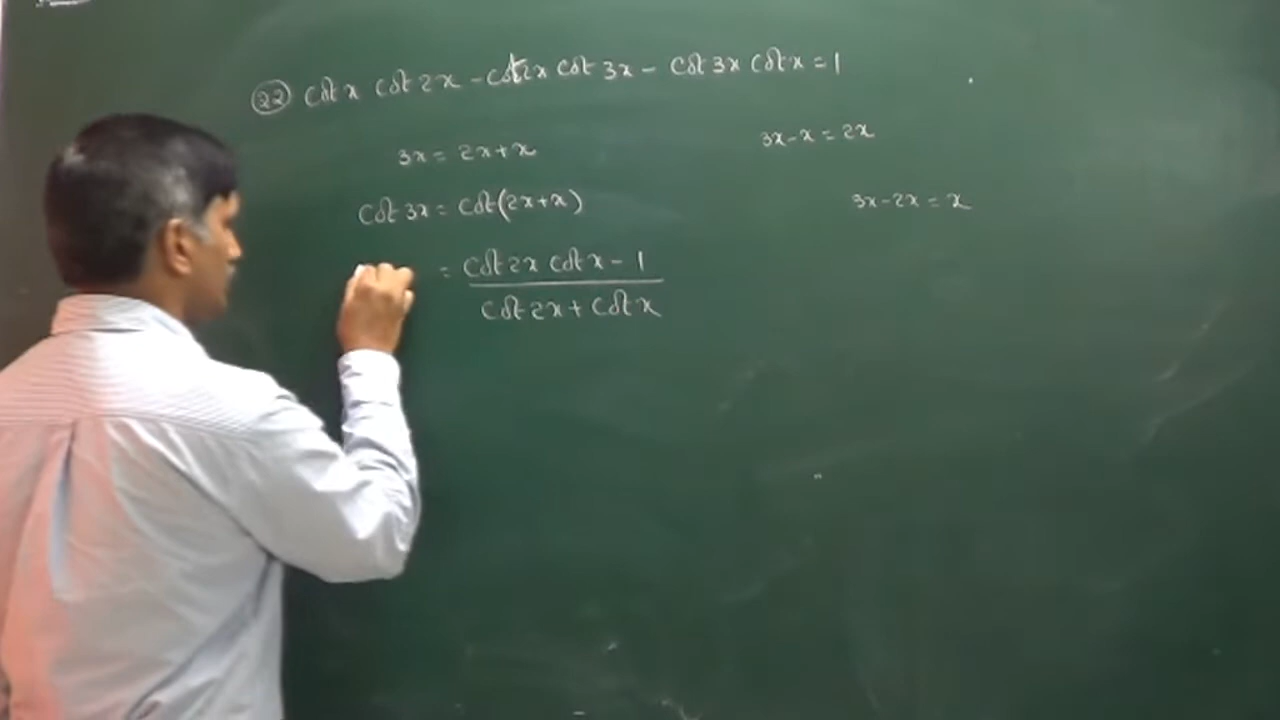 22 Cot x Cot 2x - Cot 2x Cot 3x - Cot 3x Cot x = 1
3x = 2x + x
3x - x = 2x
Cot 3x = Cot (2x + x)
3x - 2x = x
= Cot 2x Cot x - 1
Cot 2x + Cot x